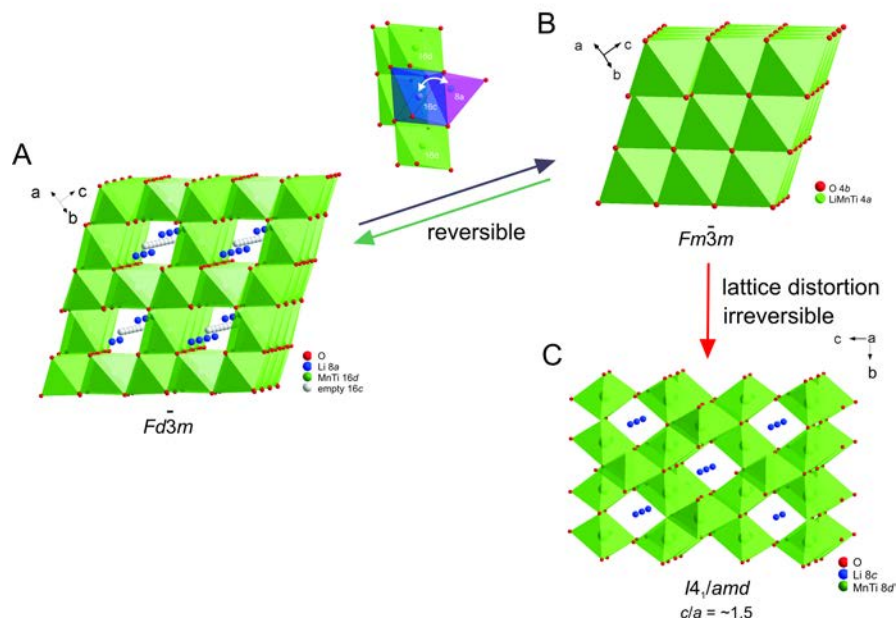 A
a
c
b
O
Li 8a
MnTi 16d
empty 16c
Fd3̄m
16d
8a
16c
16d
reversible
B
a
c
b
O 4b
LiMnTi 4a
Fm3̄m
lattice distortion
irreversible
C
c
a
b
O
Li 8c
MnTi 8d
I4₁/amd
c/a = ~1.5